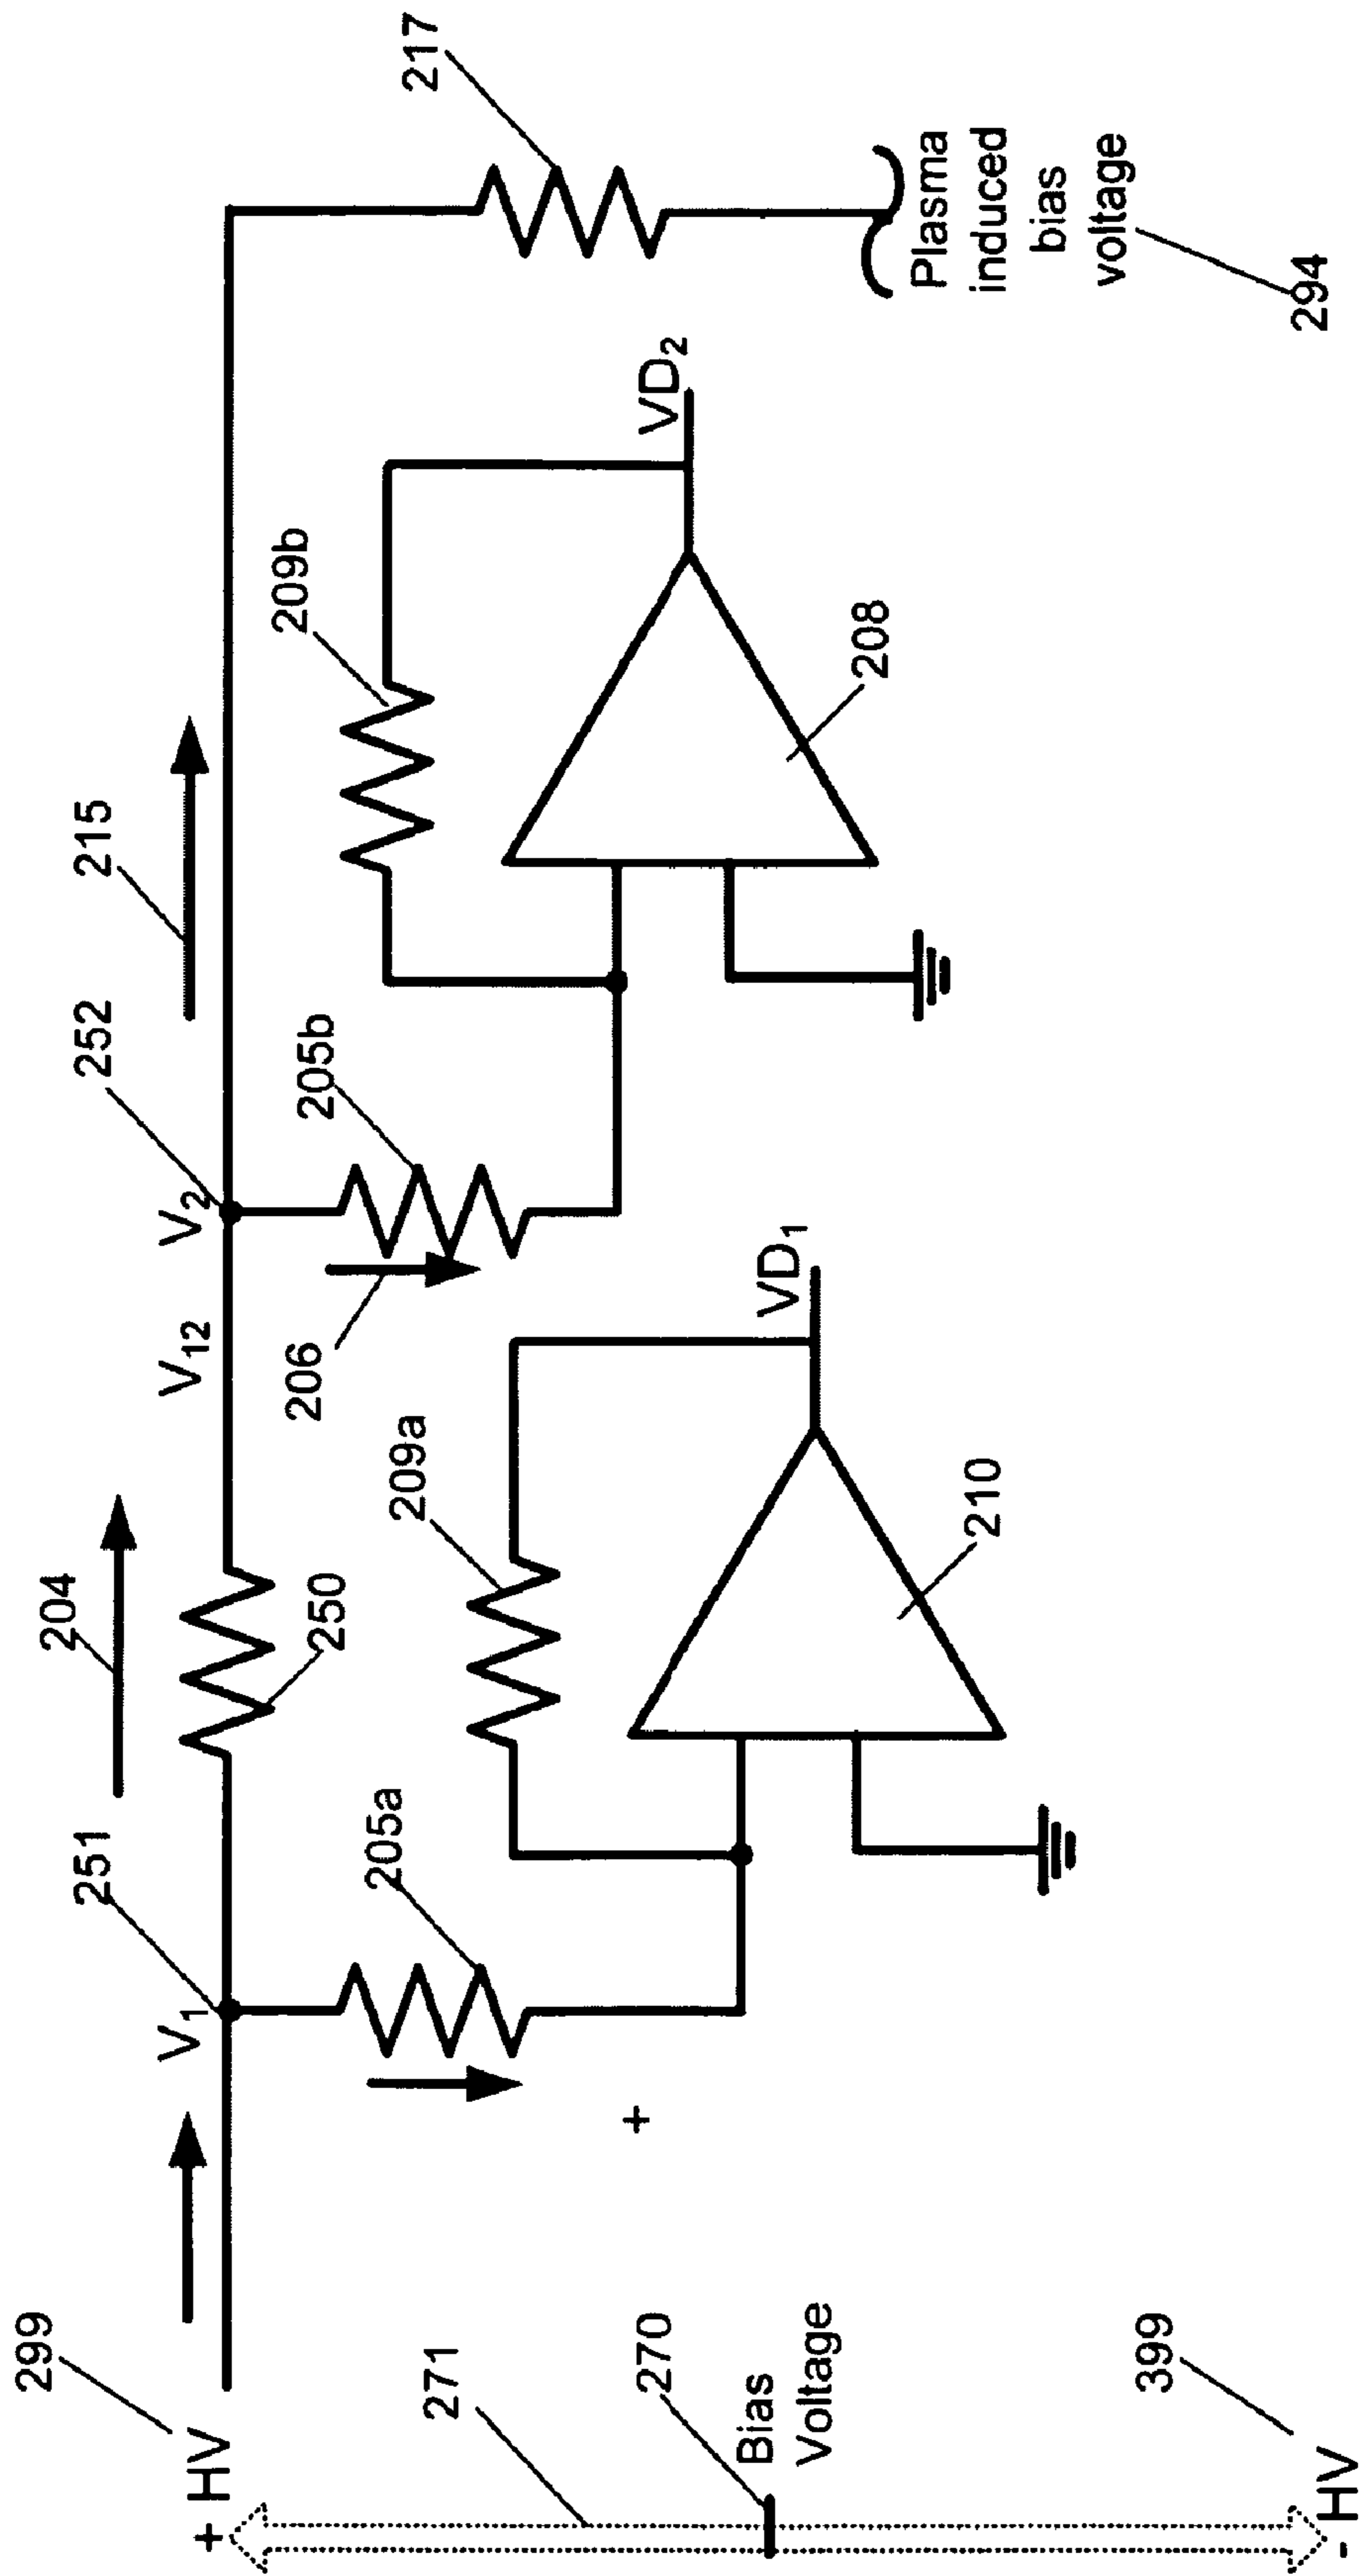 299
+ HV
V1
251
204
250
V12
V2
252
215
217
205a
+
209a
210
VD1
206
205b
209b
208
VD2
Plasma
induced
bias
voltage
294
271
270
Bias
Voltage
399
- HV